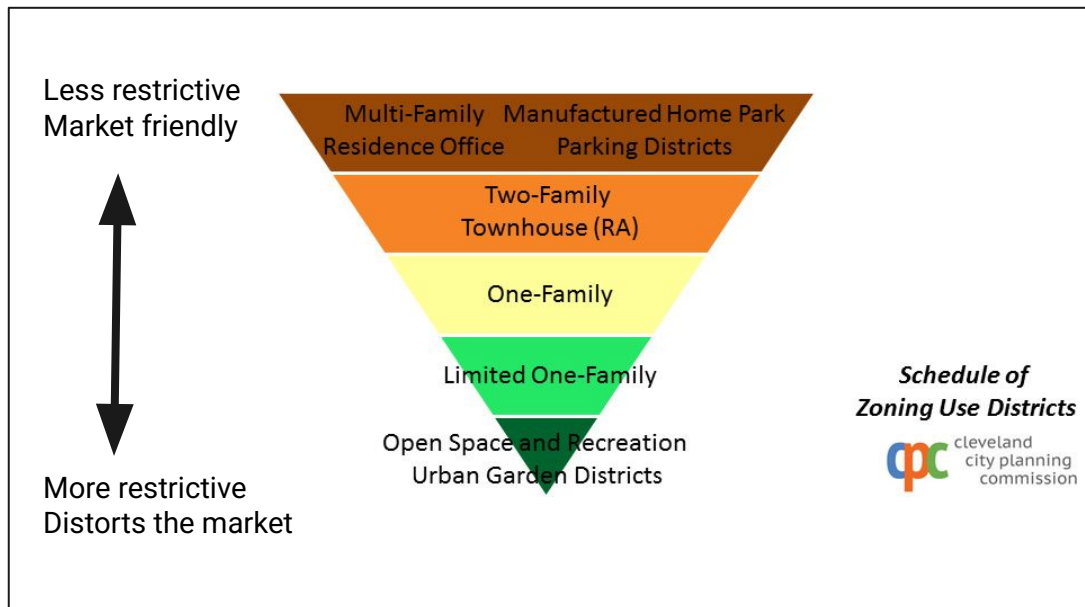 Less restrictive
Market friendly
Multi-Family Manufactured Home Park
Residence Office Parking Districts
Two-Family
Townhouse (RA)
One-Family
Limited One-Family
Open Space and Recreation
Urban Garden Districts
More restrictive
Distorts the market
Schedule of
Zoning Use Districts
cpc
cleveland
city planning
commission